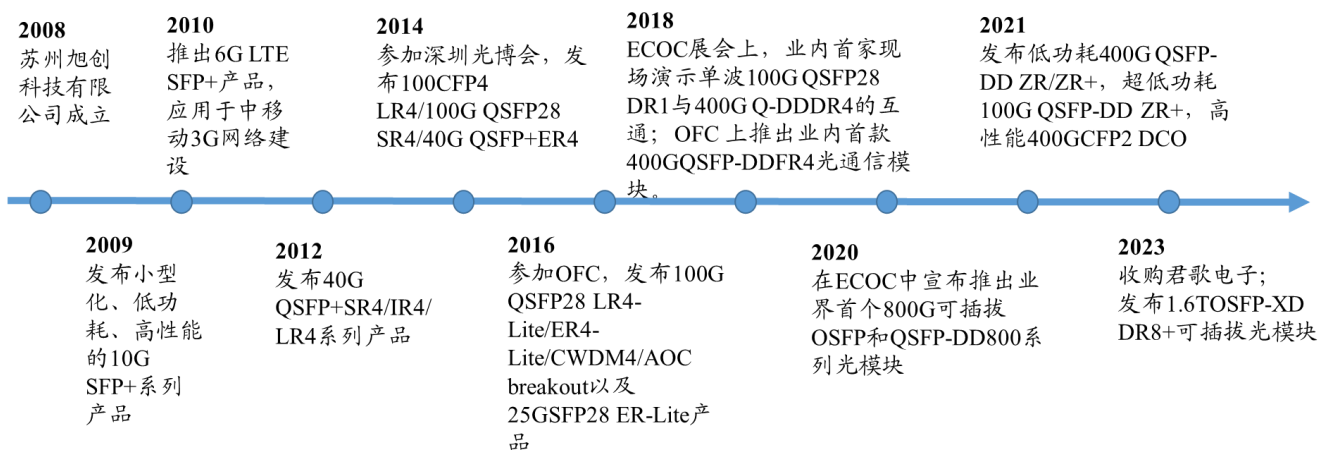 2008
苏州旭创
科技有限
公司成立
2010
推出6G LTE
SFP+产品，
应用于中移
动3G网络建
设
2014
参加深圳光博会，发
布100CFP4
LR4/100G QSFP28
SR4/40G QSFP+ER4
2018
ECOC展会上，业内首家现
场演示单波100G QSFP28
DR1与400G Q-DDDR4的互
通；OFC 上推出业内首款
400GQSFP-DDFR4光通信模
块。
2021
发布低功耗400G QSFP-
DD ZR/ZR+，超低功耗
100G QSFP-DD ZR+，高
性能400GCFP2 DCO
2009
发布小型
化、低功
耗、高性能
的10G
SFP+系列
产品
2012
发布40G
QSFP+SR4/IR4/
LR4系列产品
2016
参加OFC，发布100G
QSFP28 LR4-
Lite/ER4-
Lite/CWDM4/AOC
breakout以及
25GSFP28 ER-Lite产
品
2020
在ECOC中宣布推出业
界首个800G可插拔
OSFP和QSFP-DD800系
列光模块
2023
收购君歌电子；
发布1.6TOSFP-XD
DR8+可插拔光模块